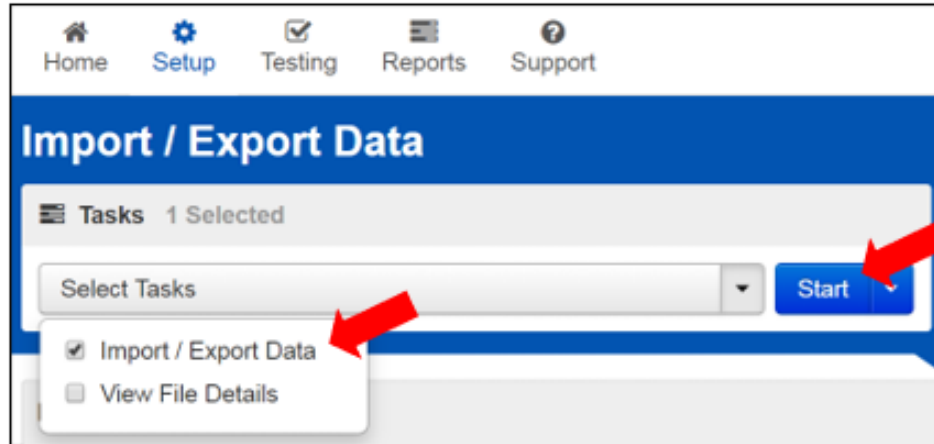 Home Setup Testing Reports Support
Import / Export Data
Tasks 1 Selected
Select Tasks Start
Import / Export Data
View File Details